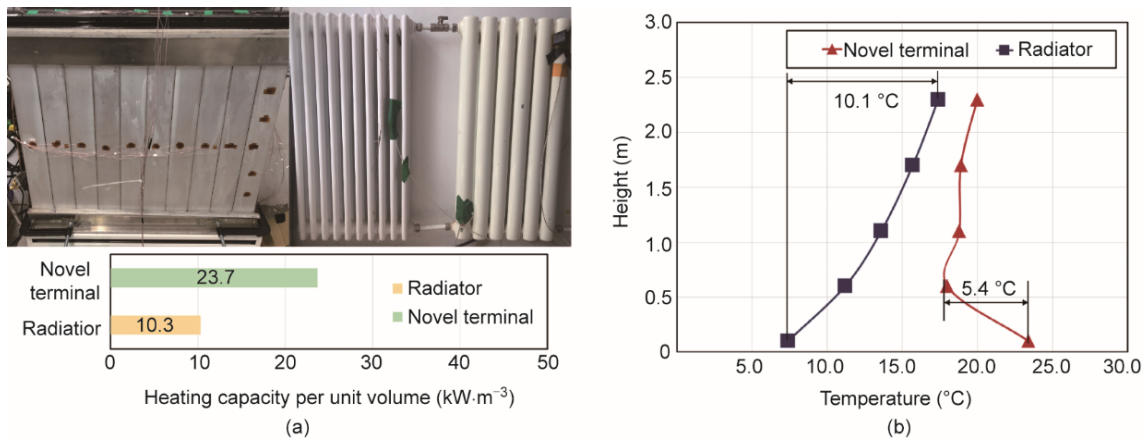 Novel
terminal
23.7
Radiatior
10.3
Radiator
Novel terminal
0 10 20 30 40 50
Heating capacity per unit volume (kW·m⁻³)
(a)
3.0
2.5
2.0
1.5
1.0
0.5
0
Height (m)
Novel terminal Radiator
10.1 °C
5.4 °C
5.0 10.0 15.0 20.0 25.0 30.0
Temperature (°C)
(b)